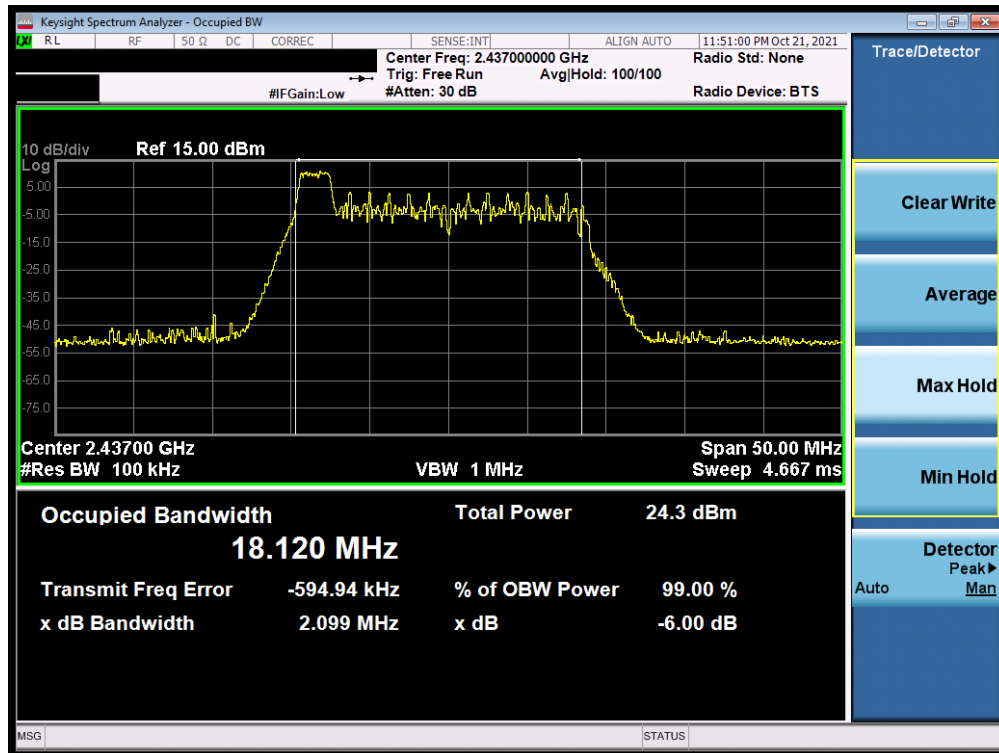 Keysight Spectrum Analyzer - Occupied BW
LXI RL RF 50 Ω DC CORREC SENSE:INT ALIGN AUTO 11:51:00 PM Oct 21, 2021
Center Freq: 2.437000000 GHz Radio Std: None
Trig: Free Run Avg|Hold: 100/100
#IFGain:Low #Atten: 30 dB Radio Device: BTS
10 dB/div Ref 15.00 dBm
Log
5.00
-5.00
-15.0
-25.0
-35.0
-45.0
-55.0
-65.0
-75.0
Center 2.43700 GHz Span 50.00 MHz
#Res BW 100 kHz VBW 1 MHz Sweep 4.667 ms
Occupied Bandwidth Total Power 24.3 dBm
18.120 MHz
Transmit Freq Error -594.94 kHz % of OBW Power 99.00 %
x dB Bandwidth 2.099 MHz x dB -6.00 dB
MSG STATUS
Trace/Detector
Clear Write
Average
Max Hold
Min Hold
Detector
Peak▶
Auto Man